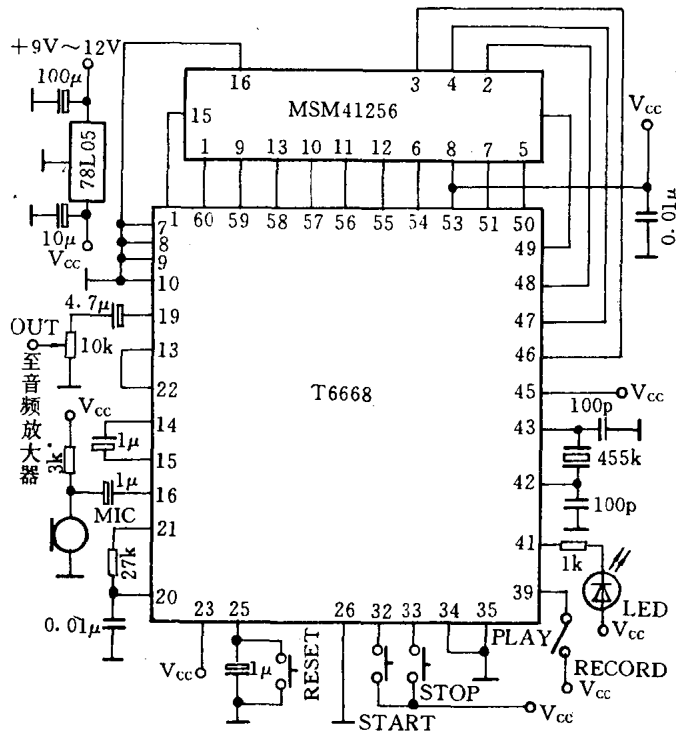 +9V～12V
100μ
78L05
10μ
Vcc
16
3
4
2
MSM41256
15
1 9 13 10 11 12 6 8 7 5
Vcc
0.01μ
1 60 59 58 57 56 55 54 53 51 50
7
8
9
10
49
48
47
46
45
Vcc
4.7μ
19
OUT
10k
13
22
至音频放大器
T6668
Vcc
3k
14
1μ
15
1μ
16
MIC
21
27k
20
0.01μ
43
100p
455k
42
100p
41
1k
LED
Vcc
39
PLAY
RECORD
Vcc
23 25 26 32 33 34 35
Vcc
1μ
RESET
START
STOP
Vcc